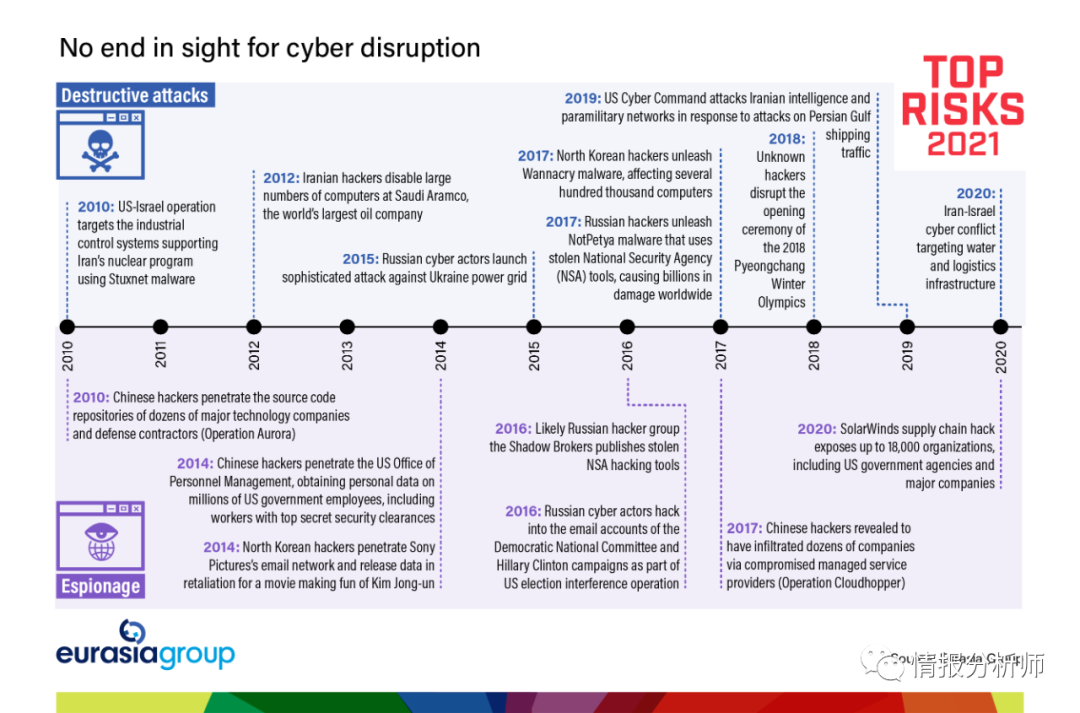 No end in sight for cyber disruption
TOP
RISKS
2021
Destructive attacks
2010: US-Israel operation
targets the industrial
control systems supporting
Iran's nuclear program
using Stuxnet malware
2012: Iranian hackers disable large
numbers of computers at Saudi Aramco,
the world's largest oil company
2015: Russian cyber actors launch
sophisticated attack against Ukraine power grid
2017: North Korean hackers unleash
Wannacry malware, affecting several
hundred thousand computers
2017: Russian hackers unleash
NotPetya malware that uses
stolen National Security Agency
(NSA) tools, causing billions in
damage worldwide
2018:
Unknown
hackers
disrupt the
opening
ceremony of
the 2018
Pyeongchang
Winter
Olympics
2019: US Cyber Command attacks Iranian intelligence and
paramilitary networks in response to attacks on Persian Gulf
shipping
traffic
2020:
Iran-Israel
cyber conflict
targeting water
and logistics
infrastructure
2010
2011
2012
2013
2014
2015
2016
2017
2018
2019
2020
2010: Chinese hackers penetrate the source code
repositories of dozens of major technology companies
and defense contractors (Operation Aurora)
2014: Chinese hackers penetrate the US Office of
Personnel Management, obtaining personal data on
millions of US government employees, including
workers with top secret security clearances
2014: North Korean hackers penetrate Sony
Pictures's email network and release data in
retaliation for a movie making fun of Kim Jong-un
2016: Likely Russian hacker group
the Shadow Brokers publishes stolen
NSA hacking tools
2016: Russian cyber actors hack
into the email accounts of the
Democratic National Committee and
Hillary Clinton campaigns as part of
US election interference operation
2017: Chinese hackers revealed to
have infiltrated dozens of companies
via compromised managed service
providers (Operation Cloudhopper)
2020: SolarWinds supply chain hack
exposes up to 18,000 organizations,
including US government agencies and
major companies
Espionage
eurasiagroup
情报分析师